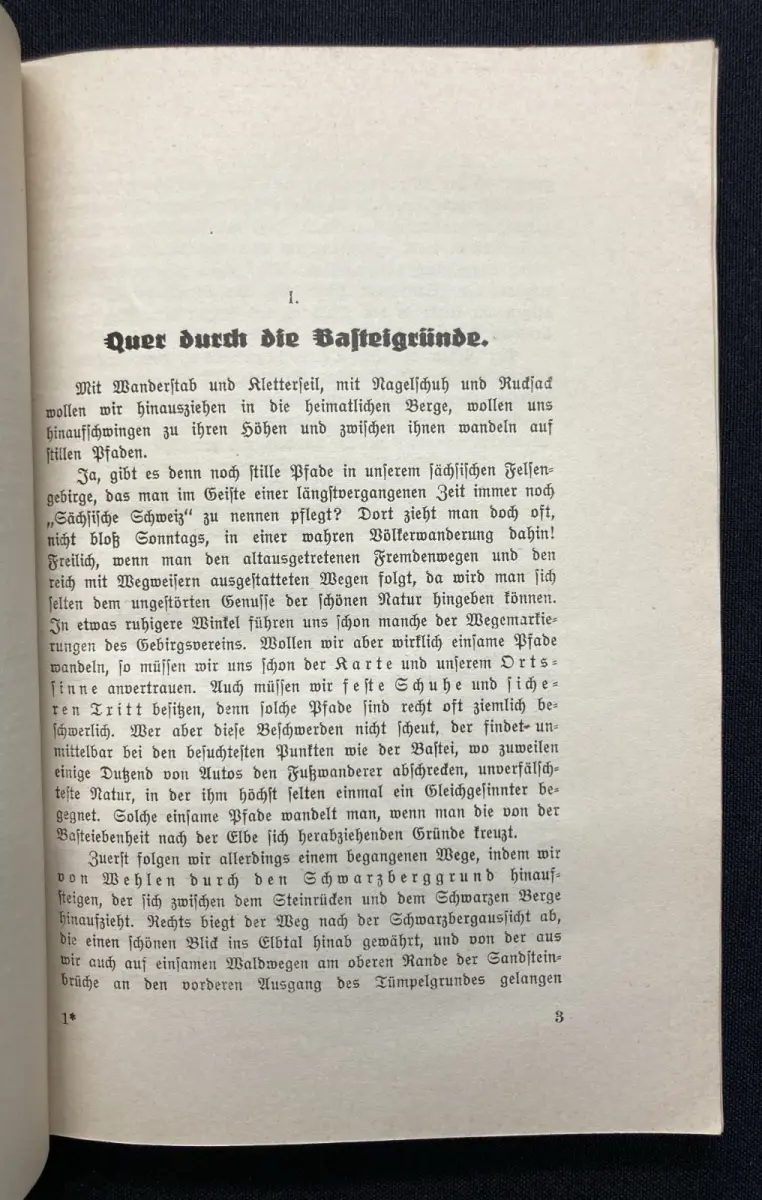 I.
Quer durch die Basteigründe.
Mit Wanderstab und Kletterseil, mit Nagelschuh und Rucksack
wollen wir hinausziehen in die heimatlichen Berge, wollen uns
hinaufschwingen zu ihren Höhen und zwischen ihnen wandeln auf
stillen Pfaden.
Ja, gibt es denn noch stille Pfade in unserem sächsischen Felsen-
gebirge, das man im Geiste einer längstvergangenen Zeit immer noch
„Sächsische Schweiz“ zu nennen pflegt? Dort zieht man doch oft,
nicht bloß Sonntags, in einer wahren Völkerwanderung dahin!
Freilich, wenn man den altausgetretenen Fremdenwegen und den
reich mit Wegweisern ausgestatteten Wegen folgt, da wird man sich
selten dem ungestörten Genusse der schönen Natur hingeben können.
In etwas ruhigere Winkel führen uns schon manche der Wegemarkie-
rungen des Gebirgsvereins. Wollen wir aber wirklich einsame Pfade
wandeln, so müssen wir uns schon der Karte und unserem Orts-
sinne anvertrauen. Auch müssen wir feste Schuhe und siche-
ren Tritt besitzen, denn solche Pfade sind recht oft ziemlich be-
schwerlich. Wer aber diese Beschwerden nicht scheut, der findet un-
mittelbar bei den besuchtesten Punkten wie der Bastei, wo zuweilen
einige Dutzend von Autos den Fußwanderer abschrecken, unverfälsch-
teste Natur, in der ihm höchst selten einmal ein Gleichgesinnter be-
gegnet. Solche einsame Pfade wandelt man, wenn man die von der
Basteiebenheit nach der Elbe sich herabziehenden Gründe kreuzt.
Zuerst folgen wir allerdings einem begangenen Wege, indem wir
von Wehlen durch den Schwarzberggrund hinauf-
steigen, der sich zwischen dem Steinrücken und dem Schwarzen Berge
hinaufzieht. Rechts biegt der Weg nach der Schwarzbergaussicht ab,
die einen schönen Blick ins Elbtal hinab gewährt, und von der aus
wir auch auf einsamen Waldwegen am oberen Rande der Sandstein-
brüche an den vorderen Ausgang des Tümpelgrundes gelangen
1* 3